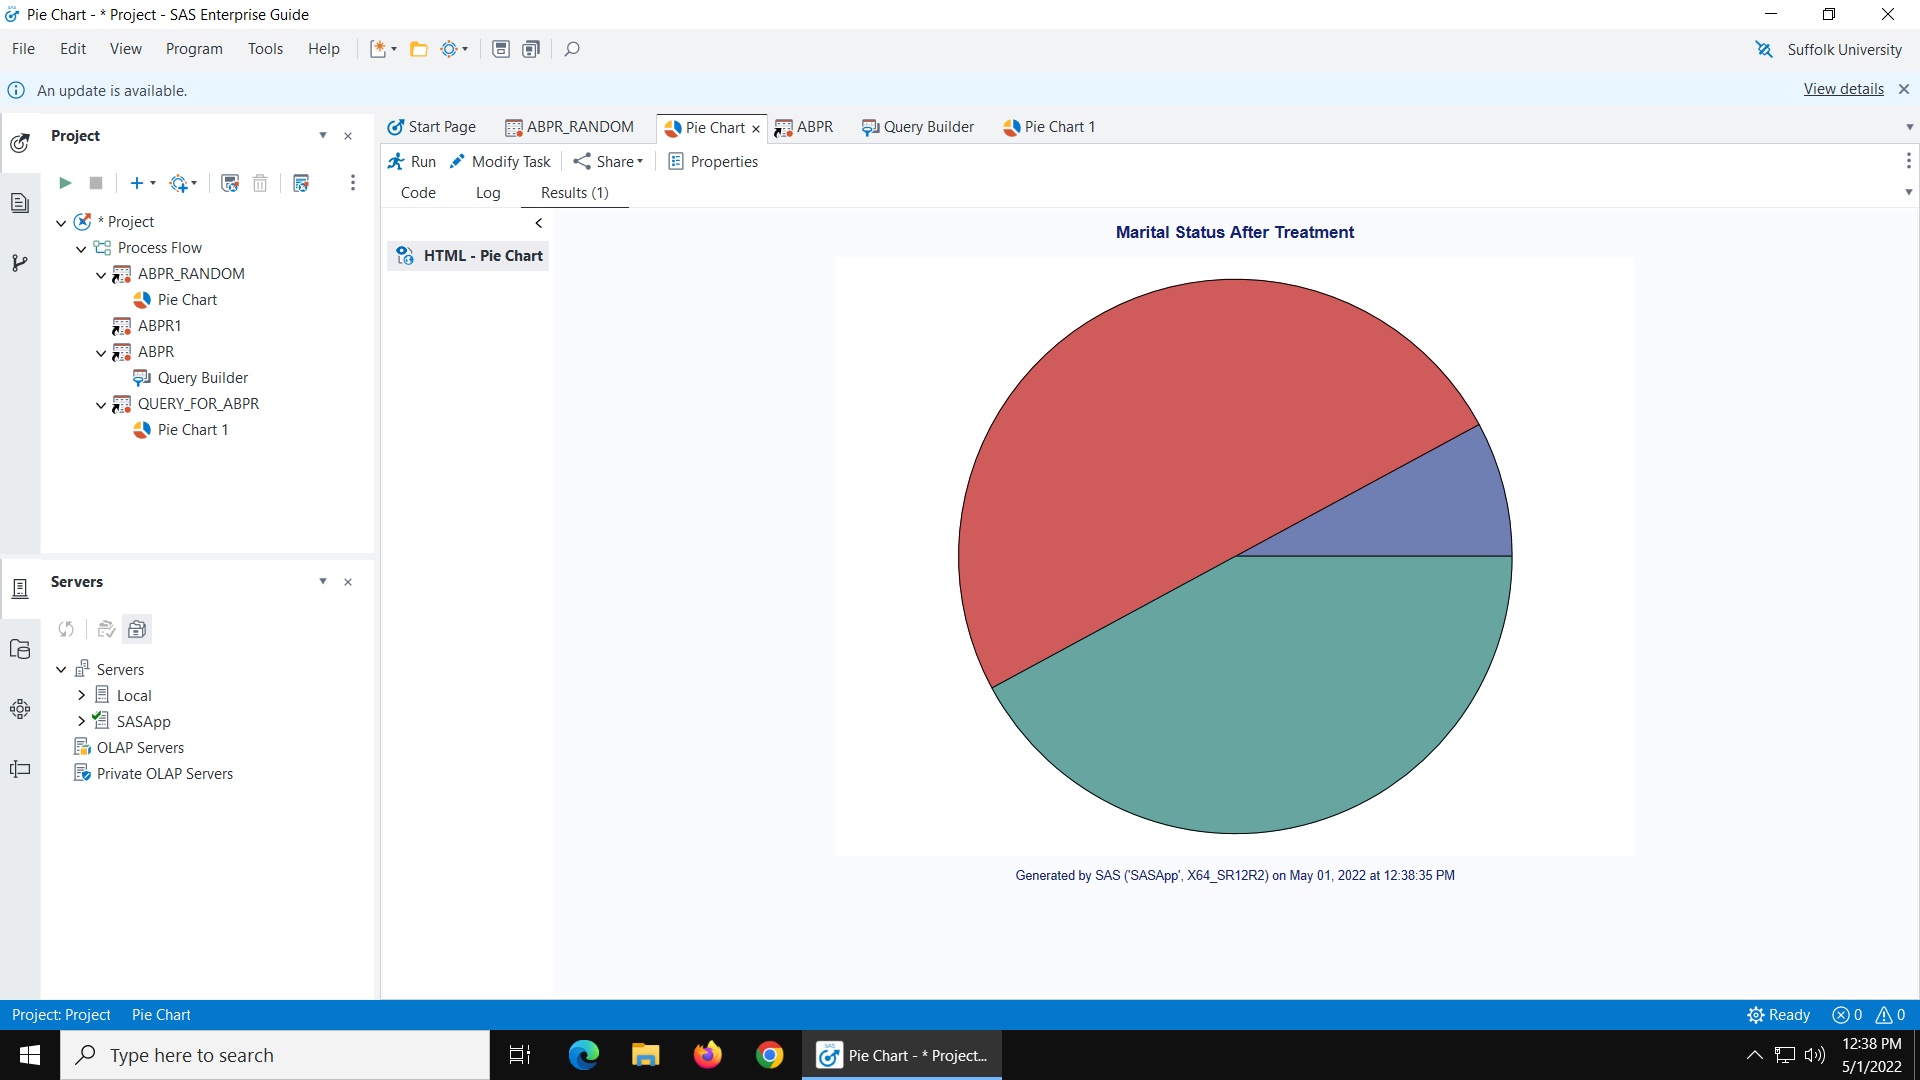 Pie Chart - * Project - SAS Enterprise Guide
File Edit View Program Tools Help
Suffolk University
An update is available.
View details
Project
* Project
Process Flow
ABPR_RANDOM
Pie Chart
ABPR1
ABPR
Query Builder
QUERY_FOR_ABPR
Pie Chart 1
Servers
Servers
Local
SASApp
OLAP Servers
Private OLAP Servers
Start Page ABPR_RANDOM Pie Chart ABPR Query Builder Pie Chart 1
Run Modify Task Share Properties
Code Log Results (1)
HTML - Pie Chart
Marital Status After Treatment
Generated by SAS ('SASApp', X64_SR12R2) on May 01, 2022 at 12:38:35 PM
Project: Project Pie Chart
Ready 0 0
Type here to search
SAS
Pie Chart - * Project...
12:38 PM
5/1/2022